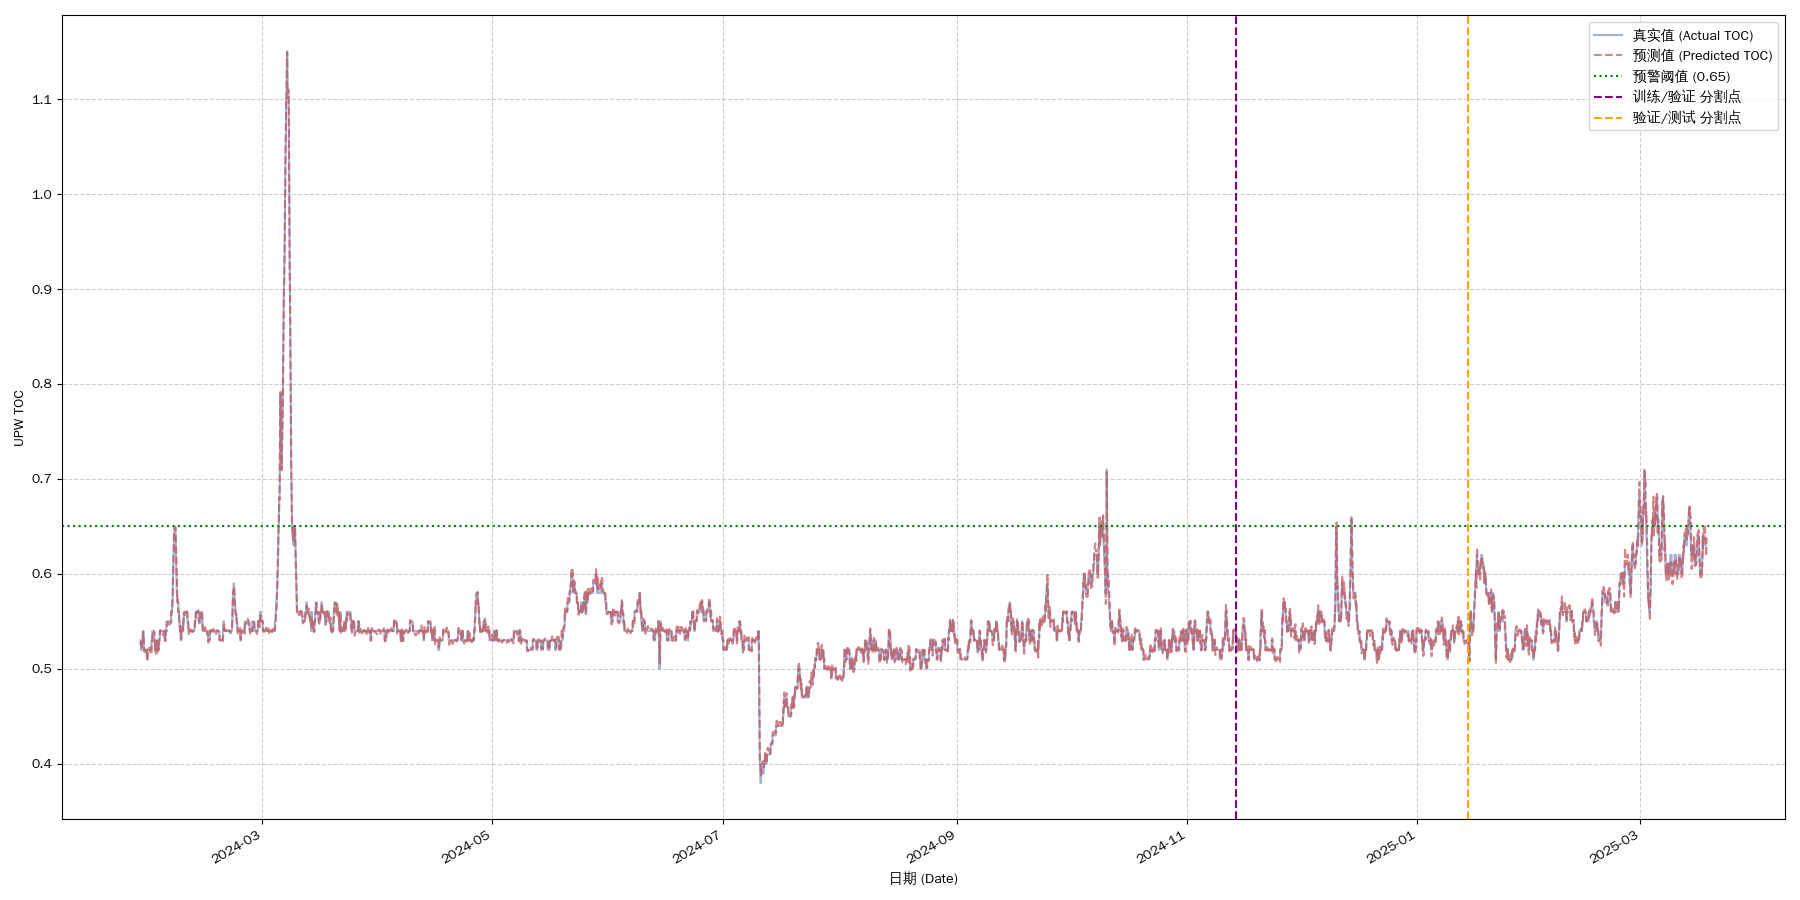 真实值 (Actual TOC)
预测值 (Predicted TOC)
预警阈值 (0.65)
训练/验证 分割点
验证/测试 分割点
1.1
1.0
0.9
0.8
0.7
0.6
0.5
0.4
UPW TOC
2024-03
2024-05
2024-07
2024-09
2024-11
2025-01
2025-03
日期 (Date)